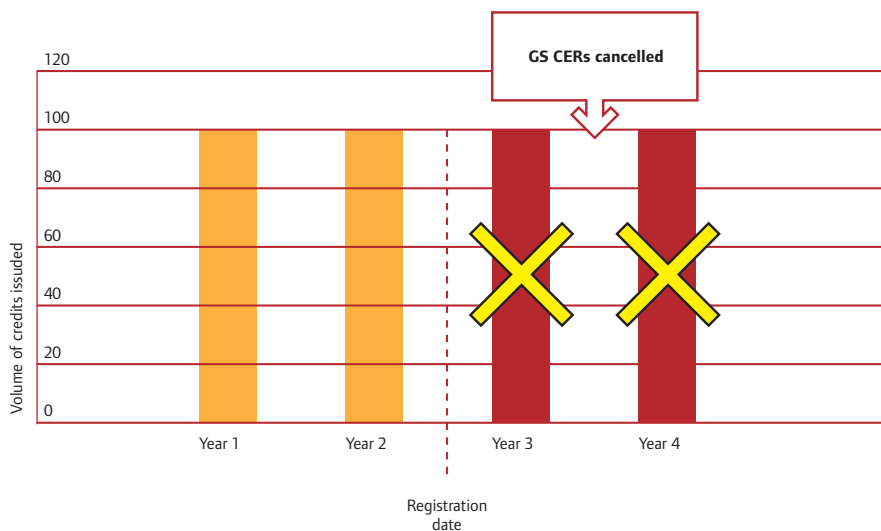 GS CERs cancelled
120
100
80
60
40
20
0
Volume of credits issuded
Year 1
Year 2
Year 3
Year 4
Registration
date